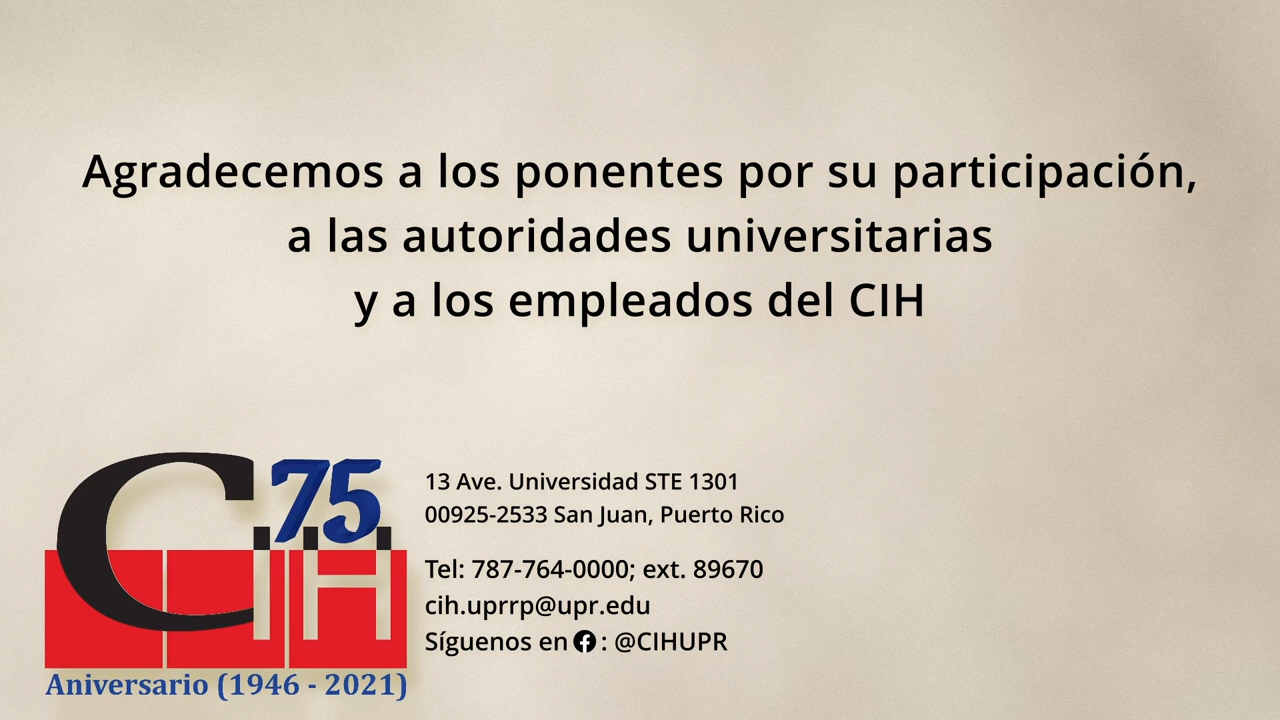 Agradecemos a los ponentes por su participación,
a las autoridades universitarias
y a los empleados del CIH
CIH
75
Aniversario (1946 - 2021)
13 Ave. Universidad STE 1301
00925-2533 San Juan, Puerto Rico
Tel: 787-764-0000; ext. 89670
cih.uprrp@upr.edu
Síguenos en : @CIHUPR